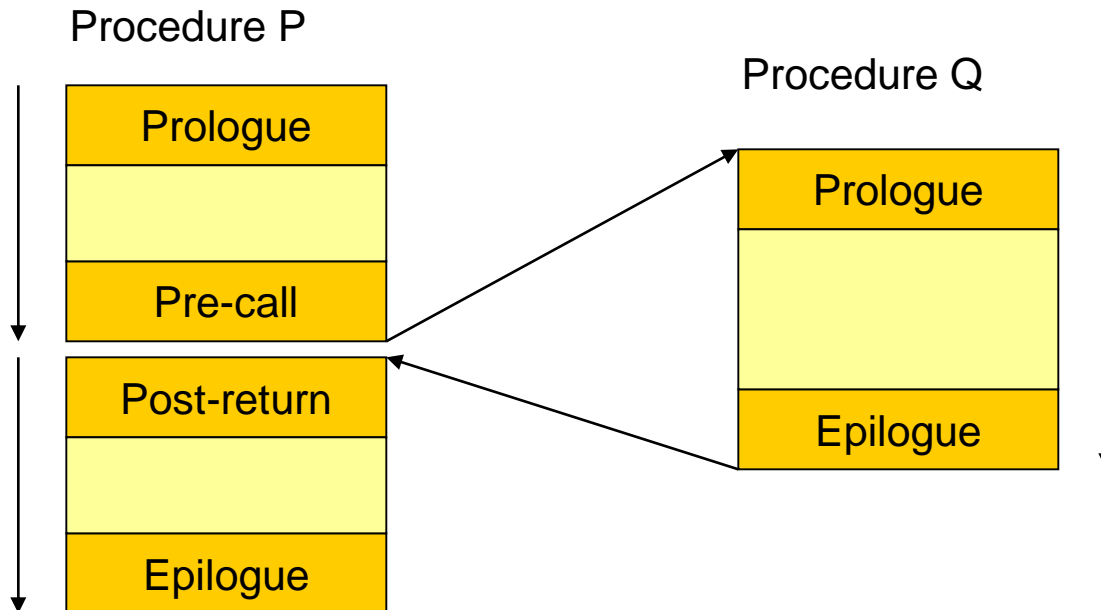 Procedure P
Prologue
Pre-call
Post-return
Epilogue
Procedure Q
Prologue
Epilogue